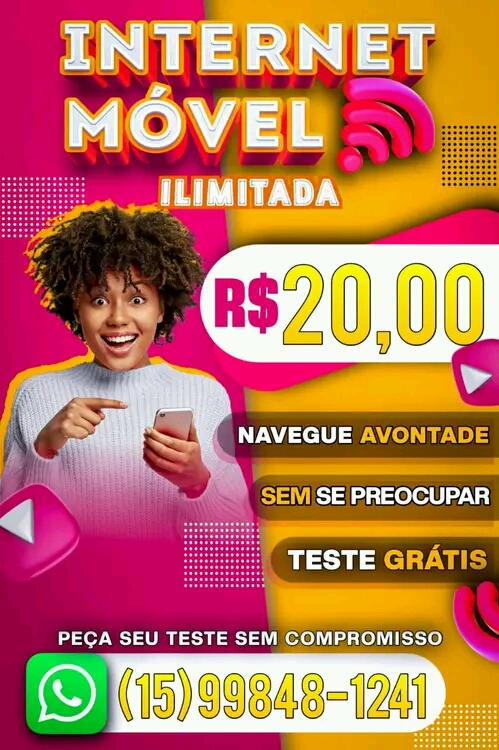 INTERNET
MÓVEL
ILIMITADA
R$20,00
NAVEGUE AVONTADE
SEM SE PREOCUPAR
TESTE GRÁTIS
PEÇA SEU TESTE SEM COMPROMISSO
(15)99848-1241